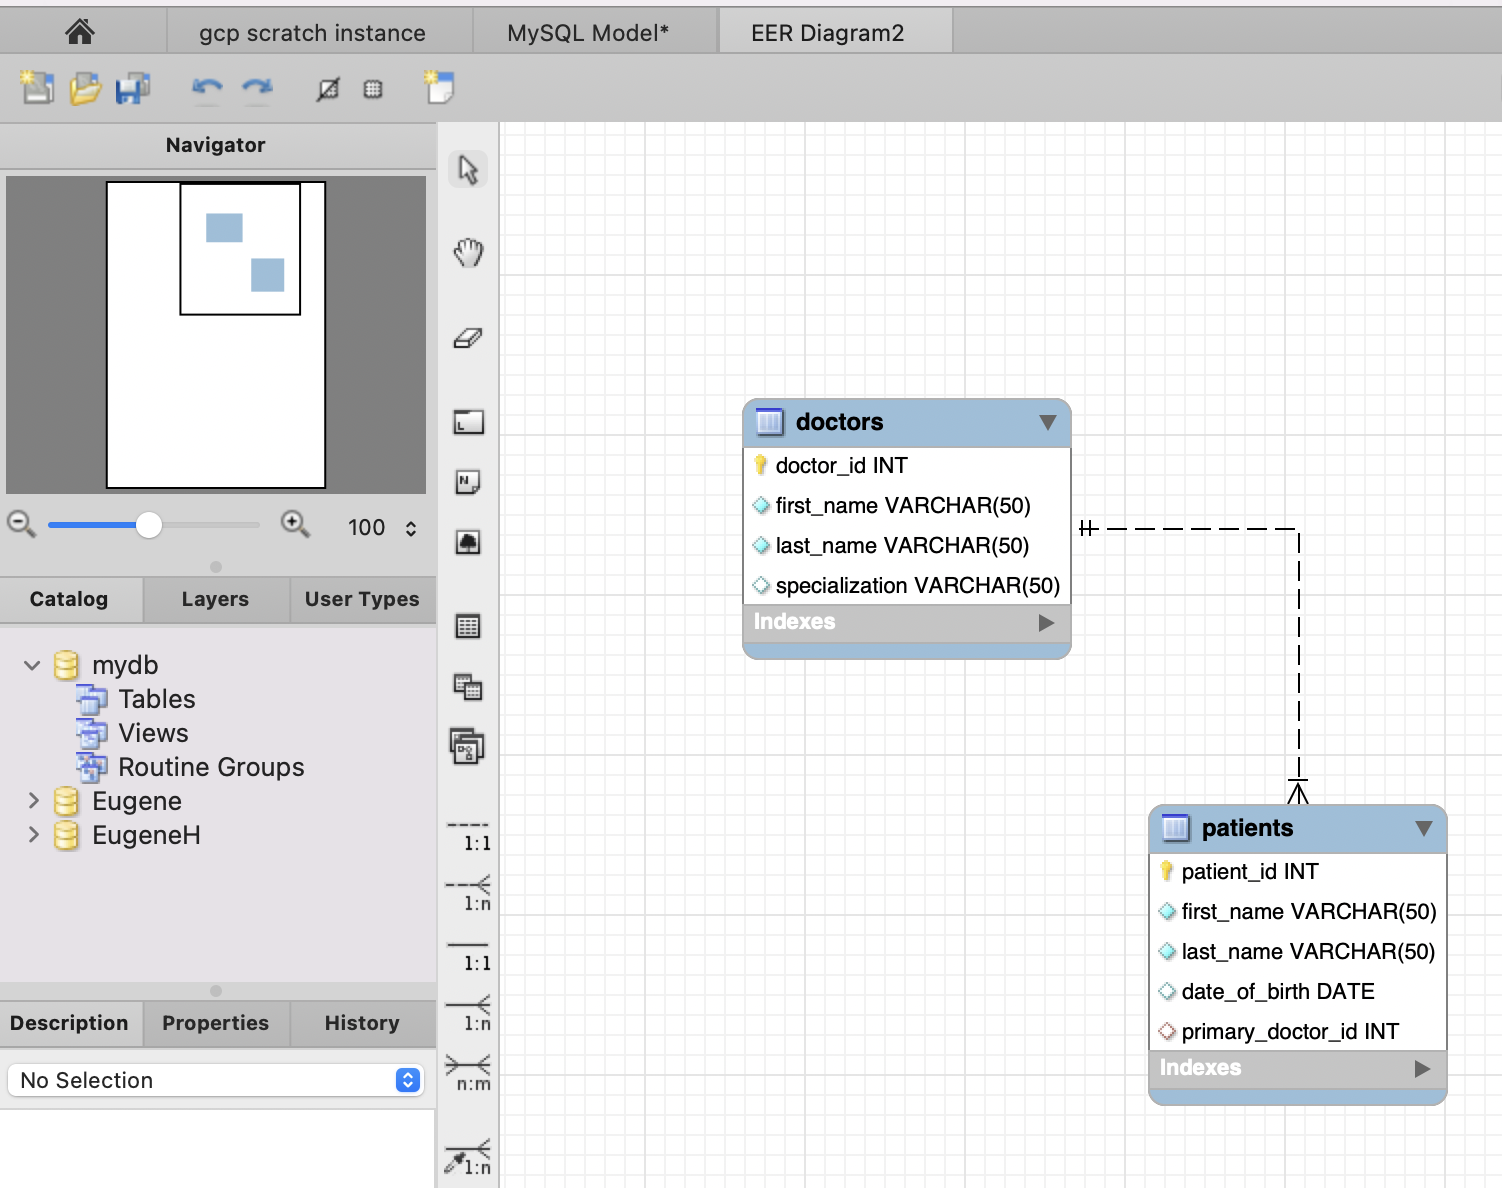 gcp scratch instance
MySQL Model*
EER Diagram2
Navigator
100
Catalog
Layers
User Types
mydb
Tables
Views
Routine Groups
Eugene
EugeneH
Description
Properties
History
No Selection
L
N
1:1
1:n
1:1
1:n
n:m
1:n
doctors
doctor_id INT
first_name VARCHAR(50)
last_name VARCHAR(50)
specialization VARCHAR(50)
Indexes
patients
patient_id INT
first_name VARCHAR(50)
last_name VARCHAR(50)
date_of_birth DATE
primary_doctor_id INT
Indexes